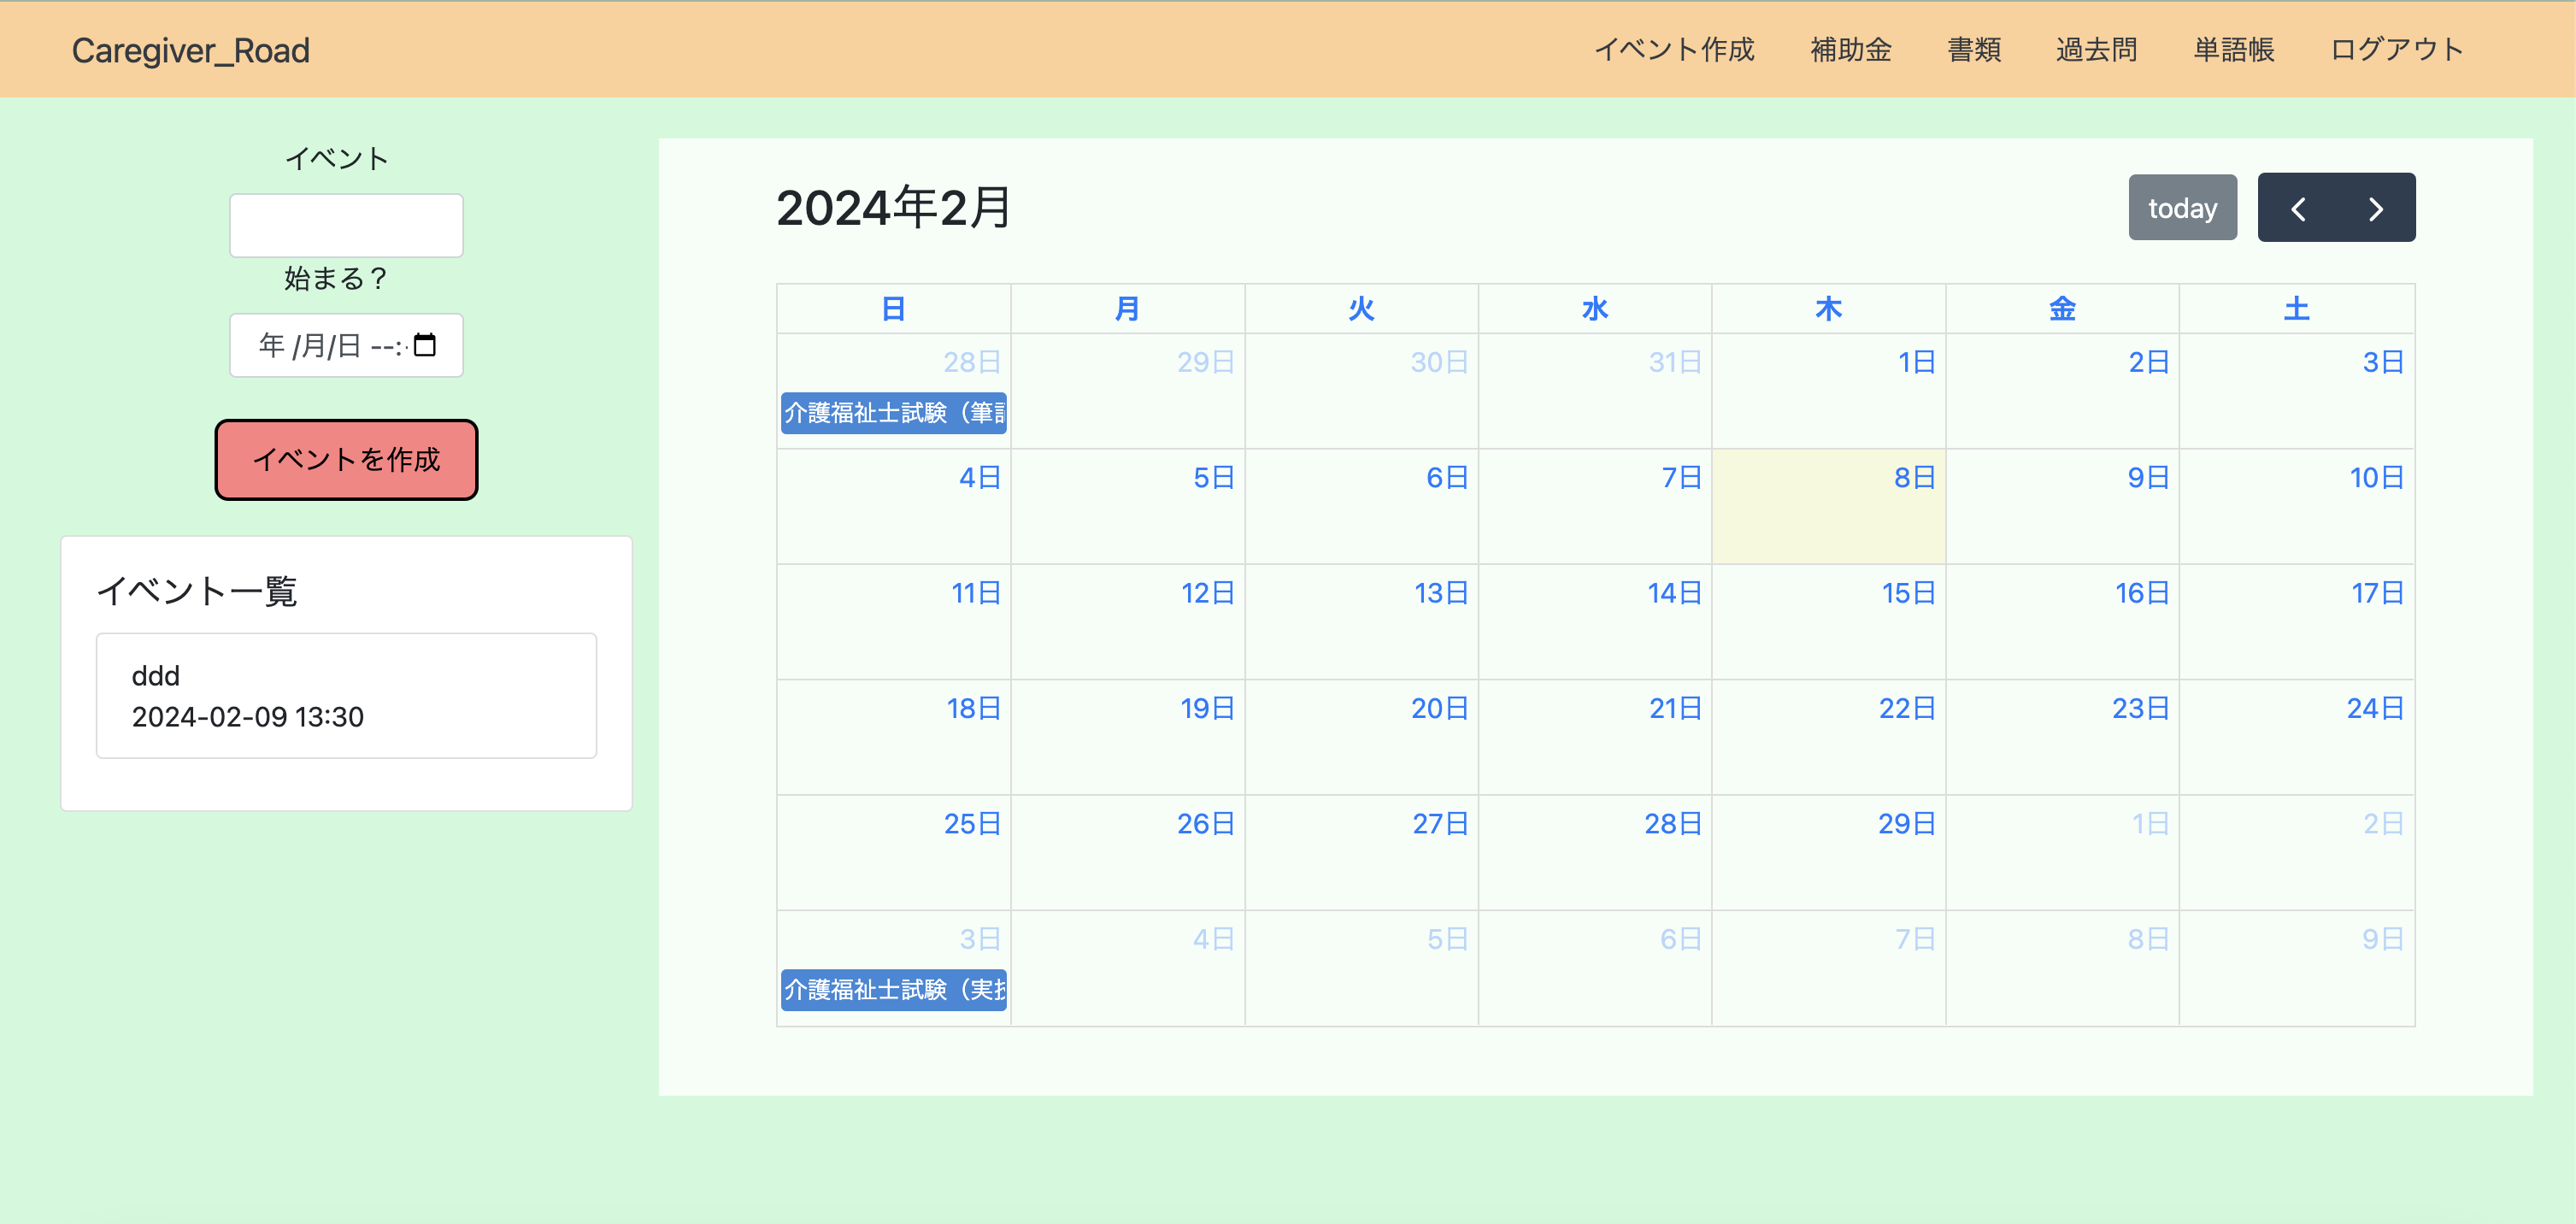 Caregiver_Road
イベント作成 補助金 書類 過去問 単語帳 ログアウト
イベント
始まる？
年 /月/日 --:
イベントを作成
イベント一覧
ddd
2024-02-09 13:30
2024年2月
today
日 月 火 水 木 金 土
28日 29日 30日 31日 1日 2日 3日
介護福祉士試験（筆
4日 5日 6日 7日 8日 9日 10日
11日 12日 13日 14日 15日 16日 17日
18日 19日 20日 21日 22日 23日 24日
25日 26日 27日 28日 29日 1日 2日
3日 4日 5日 6日 7日 8日 9日
介護福祉士試験（実